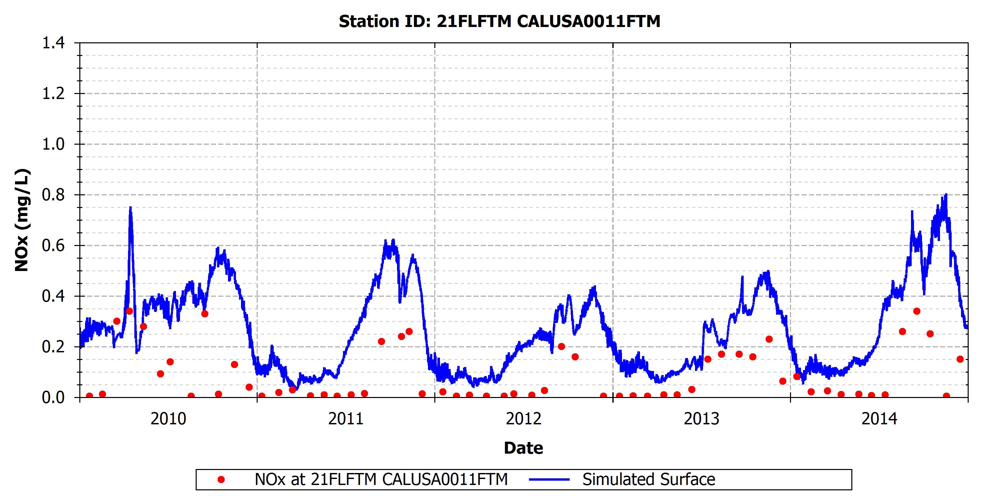 Station ID: 21FLFTM CALUSA0011FTM
1.4
1.2
1.0
0.8
0.6
0.4
0.2
0.0
NOx (mg/L)
2010 2011 2012 2013 2014
Date
NOx at 21FLFTM CALUSA0011FTM Simulated Surface